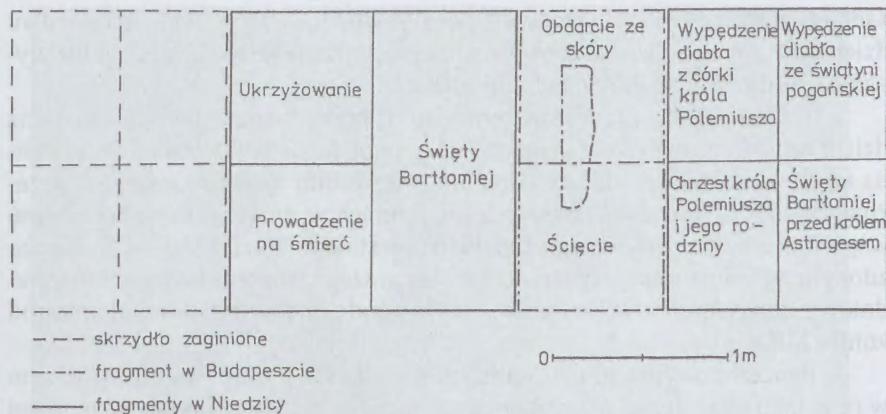 Ukrzyżowanie
Prowadzenie
na śmierć
Święty
Bartłomiej
Obdarcie ze
skóry
Ścięcie
Wypędzenie
diabła
z córki
króla
Polemiusza
Wypędzenie
diabła
ze świątyni
pogańskiej
Chrzest króla
Polemiusza
i jego ro-
dziny
Święty
Bartłomiej
przed królem
Astragesem
skrzydło zaginione
fragment w Budapeszcie
fragmenty w Niedzicy
0 1m